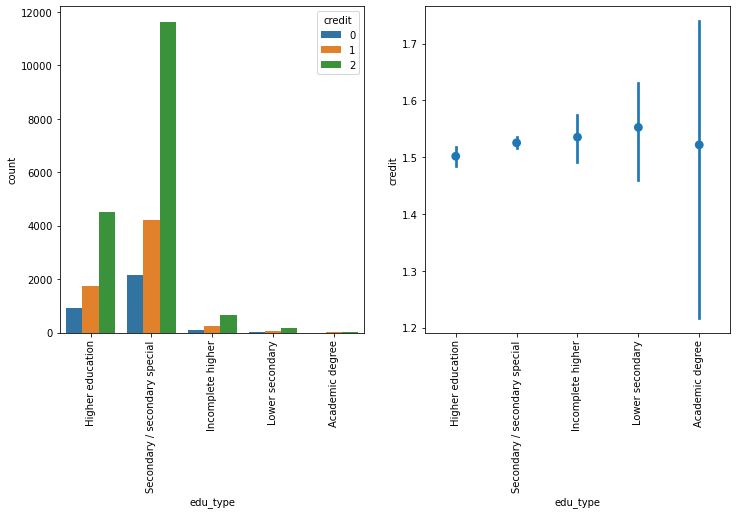 12000
10000
8000
6000
4000
2000
0
count
credit
0
1
2
Higher education
Secondary / secondary special
Incomplete higher
Lower secondary
Academic degree
edu_type
1.7
1.6
1.5
1.4
1.3
1.2
credit
Higher education
Secondary / secondary special
Incomplete higher
Lower secondary
Academic degree
edu_type